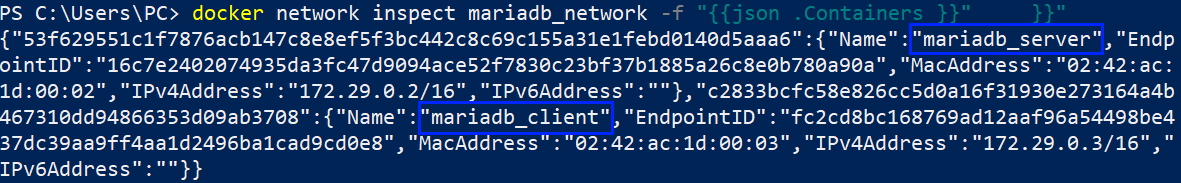 PS C:\Users\PC> docker network inspect mariadb_network -f "{{json .Containers }}"     }}"
{"53f629551c1f7876acb147c8e8ef5f3bc442c8c69c155a31e1febd0140d5aaa6":{"Name":"mariadb_server","Endp
ointID":"16c7e2402074935da3fc47d9094ace52f7830c23bf37b1885a26c8e0b780a90a","MacAddress":"02:42:ac:
1d:00:02","IPv4Address":"172.29.0.2/16","IPv6Address":""},"c2833bcfc58e826cc5d0a16f31930e273164a4b
467310dd94866353d09ab3708":{"Name":"mariadb_client","EndpointID":"fc2cd8bc168769ad12aaf96a54498be4
37dc39aa9ff4aa1d2496ba1cad9cd0e8","MacAddress":"02:42:ac:1d:00:03","IPv4Address":"172.29.0.3/16","
IPv6Address":""}}